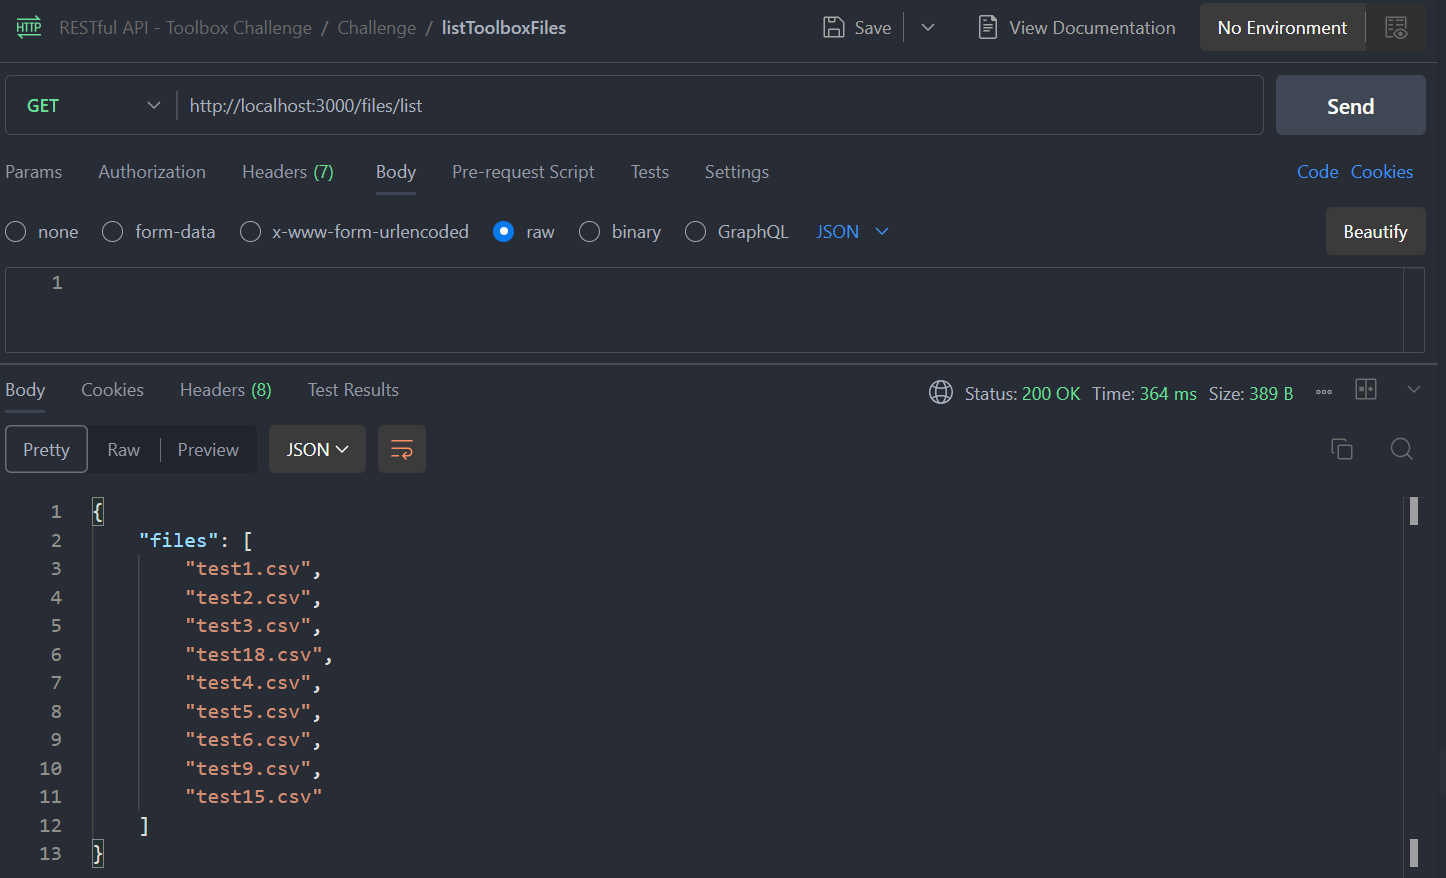 HTTP RESTful API - Toolbox Challenge / Challenge / listToolboxFiles Save View Documentation No Environment
GET http://localhost:3000/files/list Send
Params Authorization Headers (7) Body Pre-request Script Tests Settings Code Cookies
none form-data x-www-form-urlencoded raw binary GraphQL JSON Beautify
1
Body Cookies Headers (8) Test Results Status: 200 OK Time: 364 ms Size: 389 B
Pretty Raw Preview JSON
1 {
2 "files": [
3 "test1.csv",
4 "test2.csv",
5 "test3.csv",
6 "test18.csv",
7 "test4.csv",
8 "test5.csv",
9 "test6.csv",
10 "test9.csv",
11 "test15.csv"
12 ]
13 }